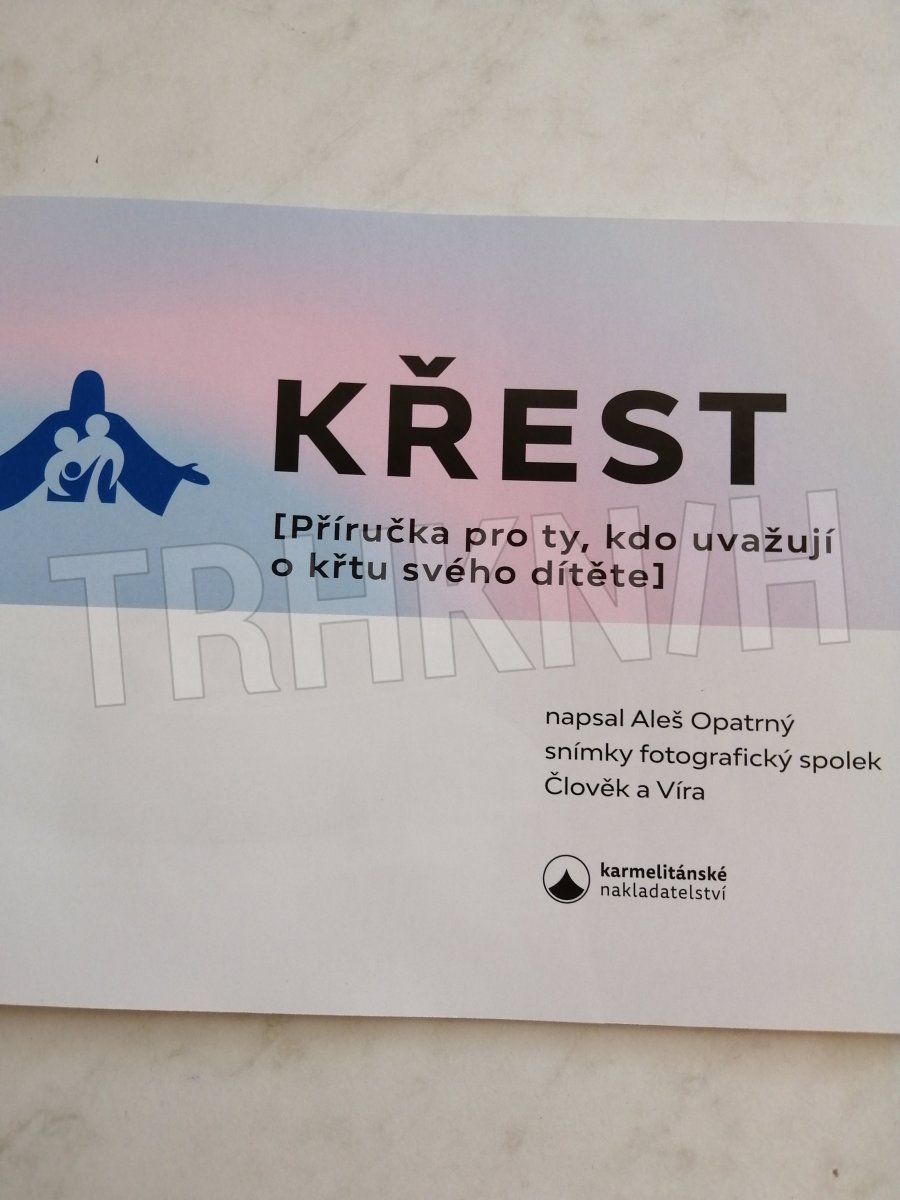 KŘEST
[Příručka pro ty, kdo uvažují
o křtu svého dítěte]
TRHKNIH
napsal Aleš Opatrný
snímky fotografický spolek
Člověk a Víra
karmelitánské
nakladatelství